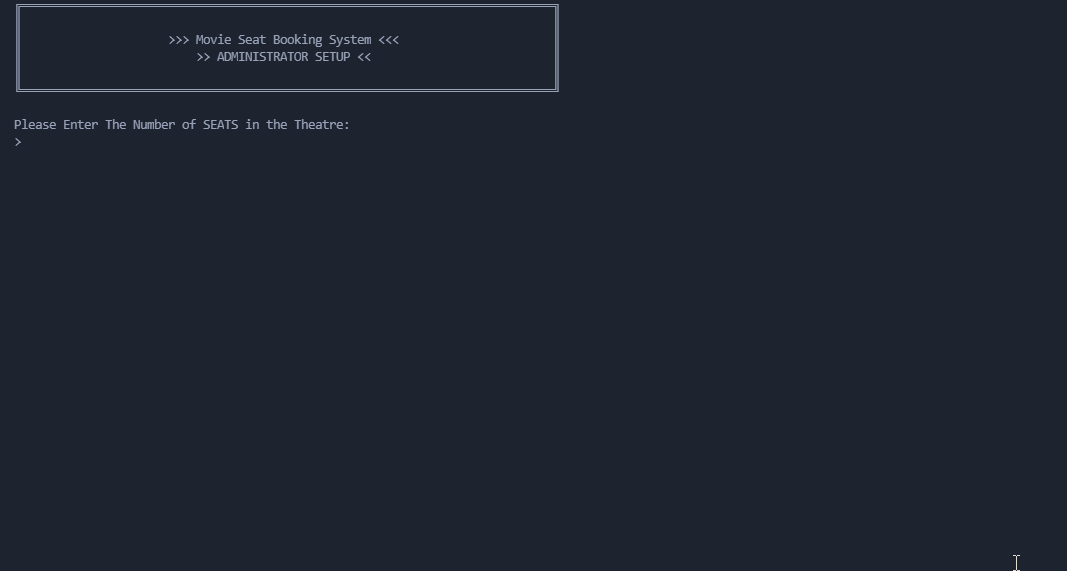 >>> Movie Seat Booking System <<<
>> ADMINISTRATOR SETUP <<
Please Enter The Number of SEATS in the Theatre:
>